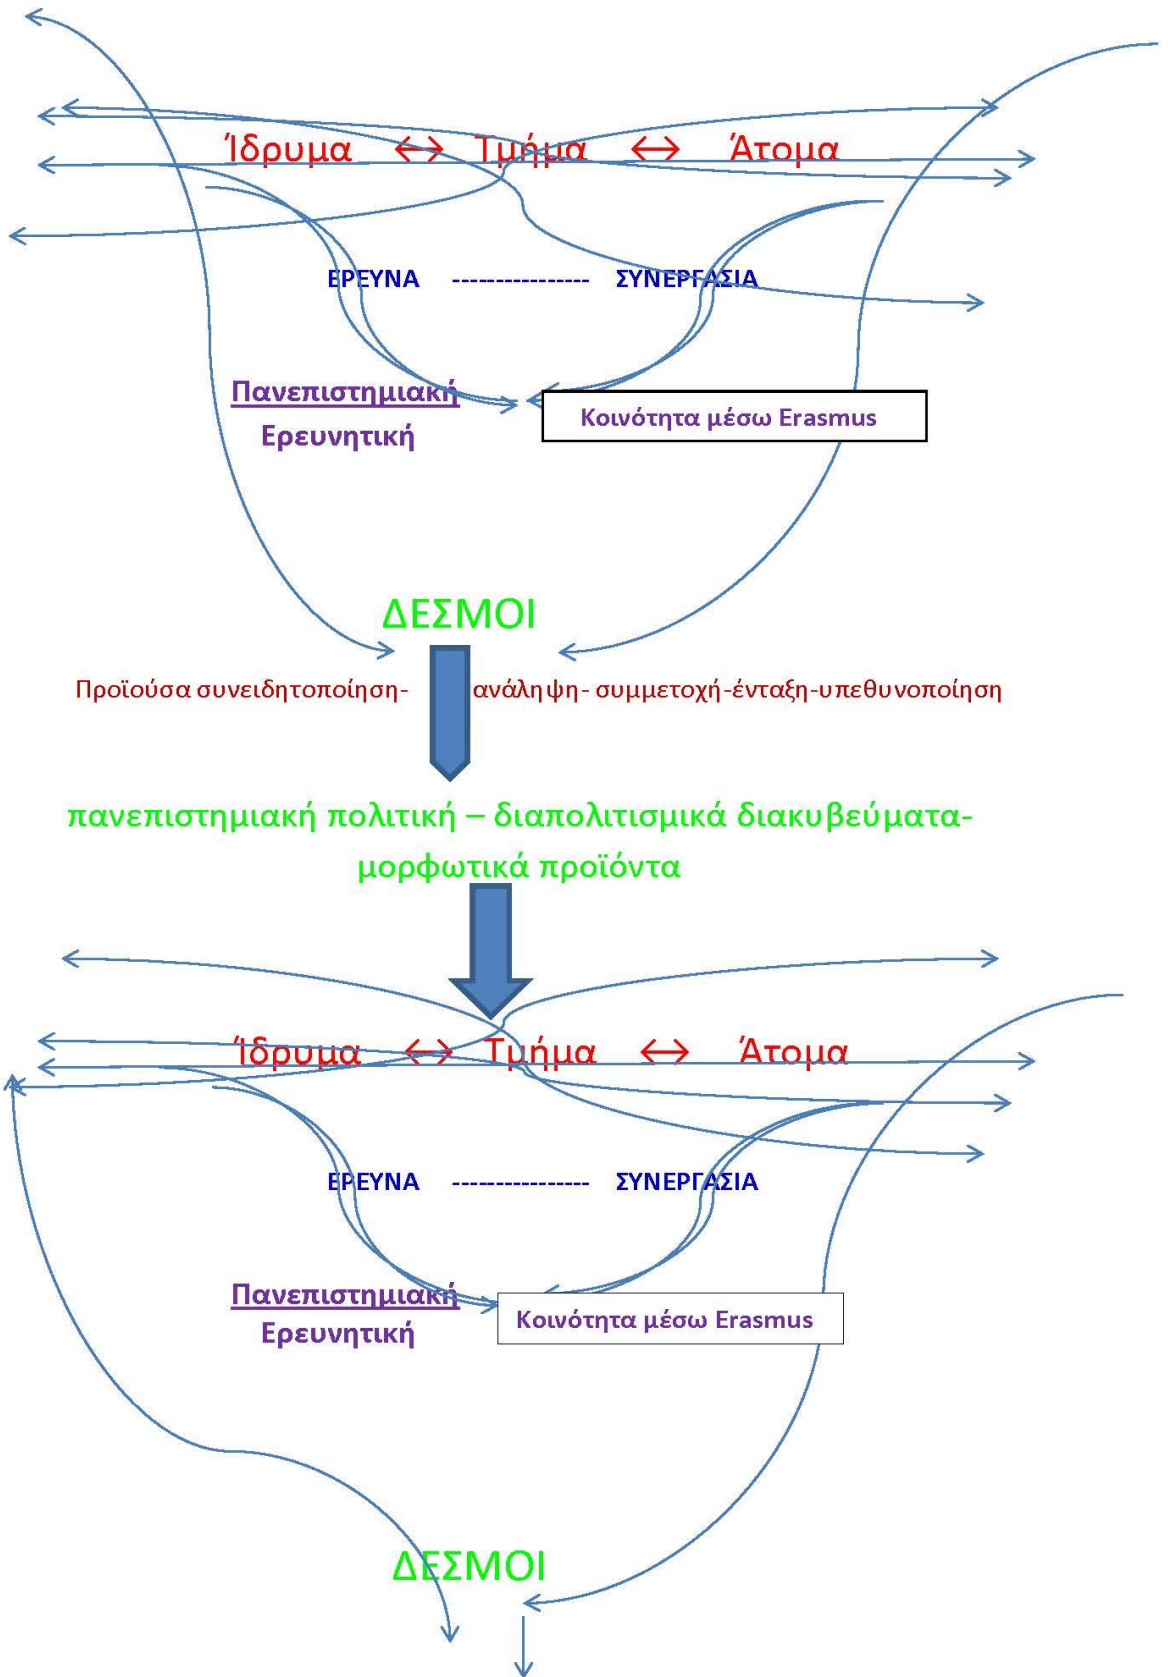 Ίδρυμα ↔ Τμήμα ↔ Άτομα
ΕΡΕΥΝΑ ---------------- ΣΥΝΕΡΓΑΣΙΑ
Πανεπιστημιακή
Ερευνητική
Κοινότητα μέσω Erasmus
ΔΕΣΜΟΙ
Προϊούσα συνειδητοποίηση- ανάληψη- συμμετοχή-ένταξη-υπεθυνοποίηση
πανεπιστημιακή πολιτική – διαπολιτισμικά διακυβεύματα-
μορφωτικά προϊόντα
Ίδρυμα ↔ Τμήμα ↔ Άτομα
ΕΡΕΥΝΑ ---------------- ΣΥΝΕΡΓΑΣΙΑ
Πανεπιστημιακή
Ερευνητική
Κοινότητα μέσω Erasmus
ΔΕΣΜΟΙ